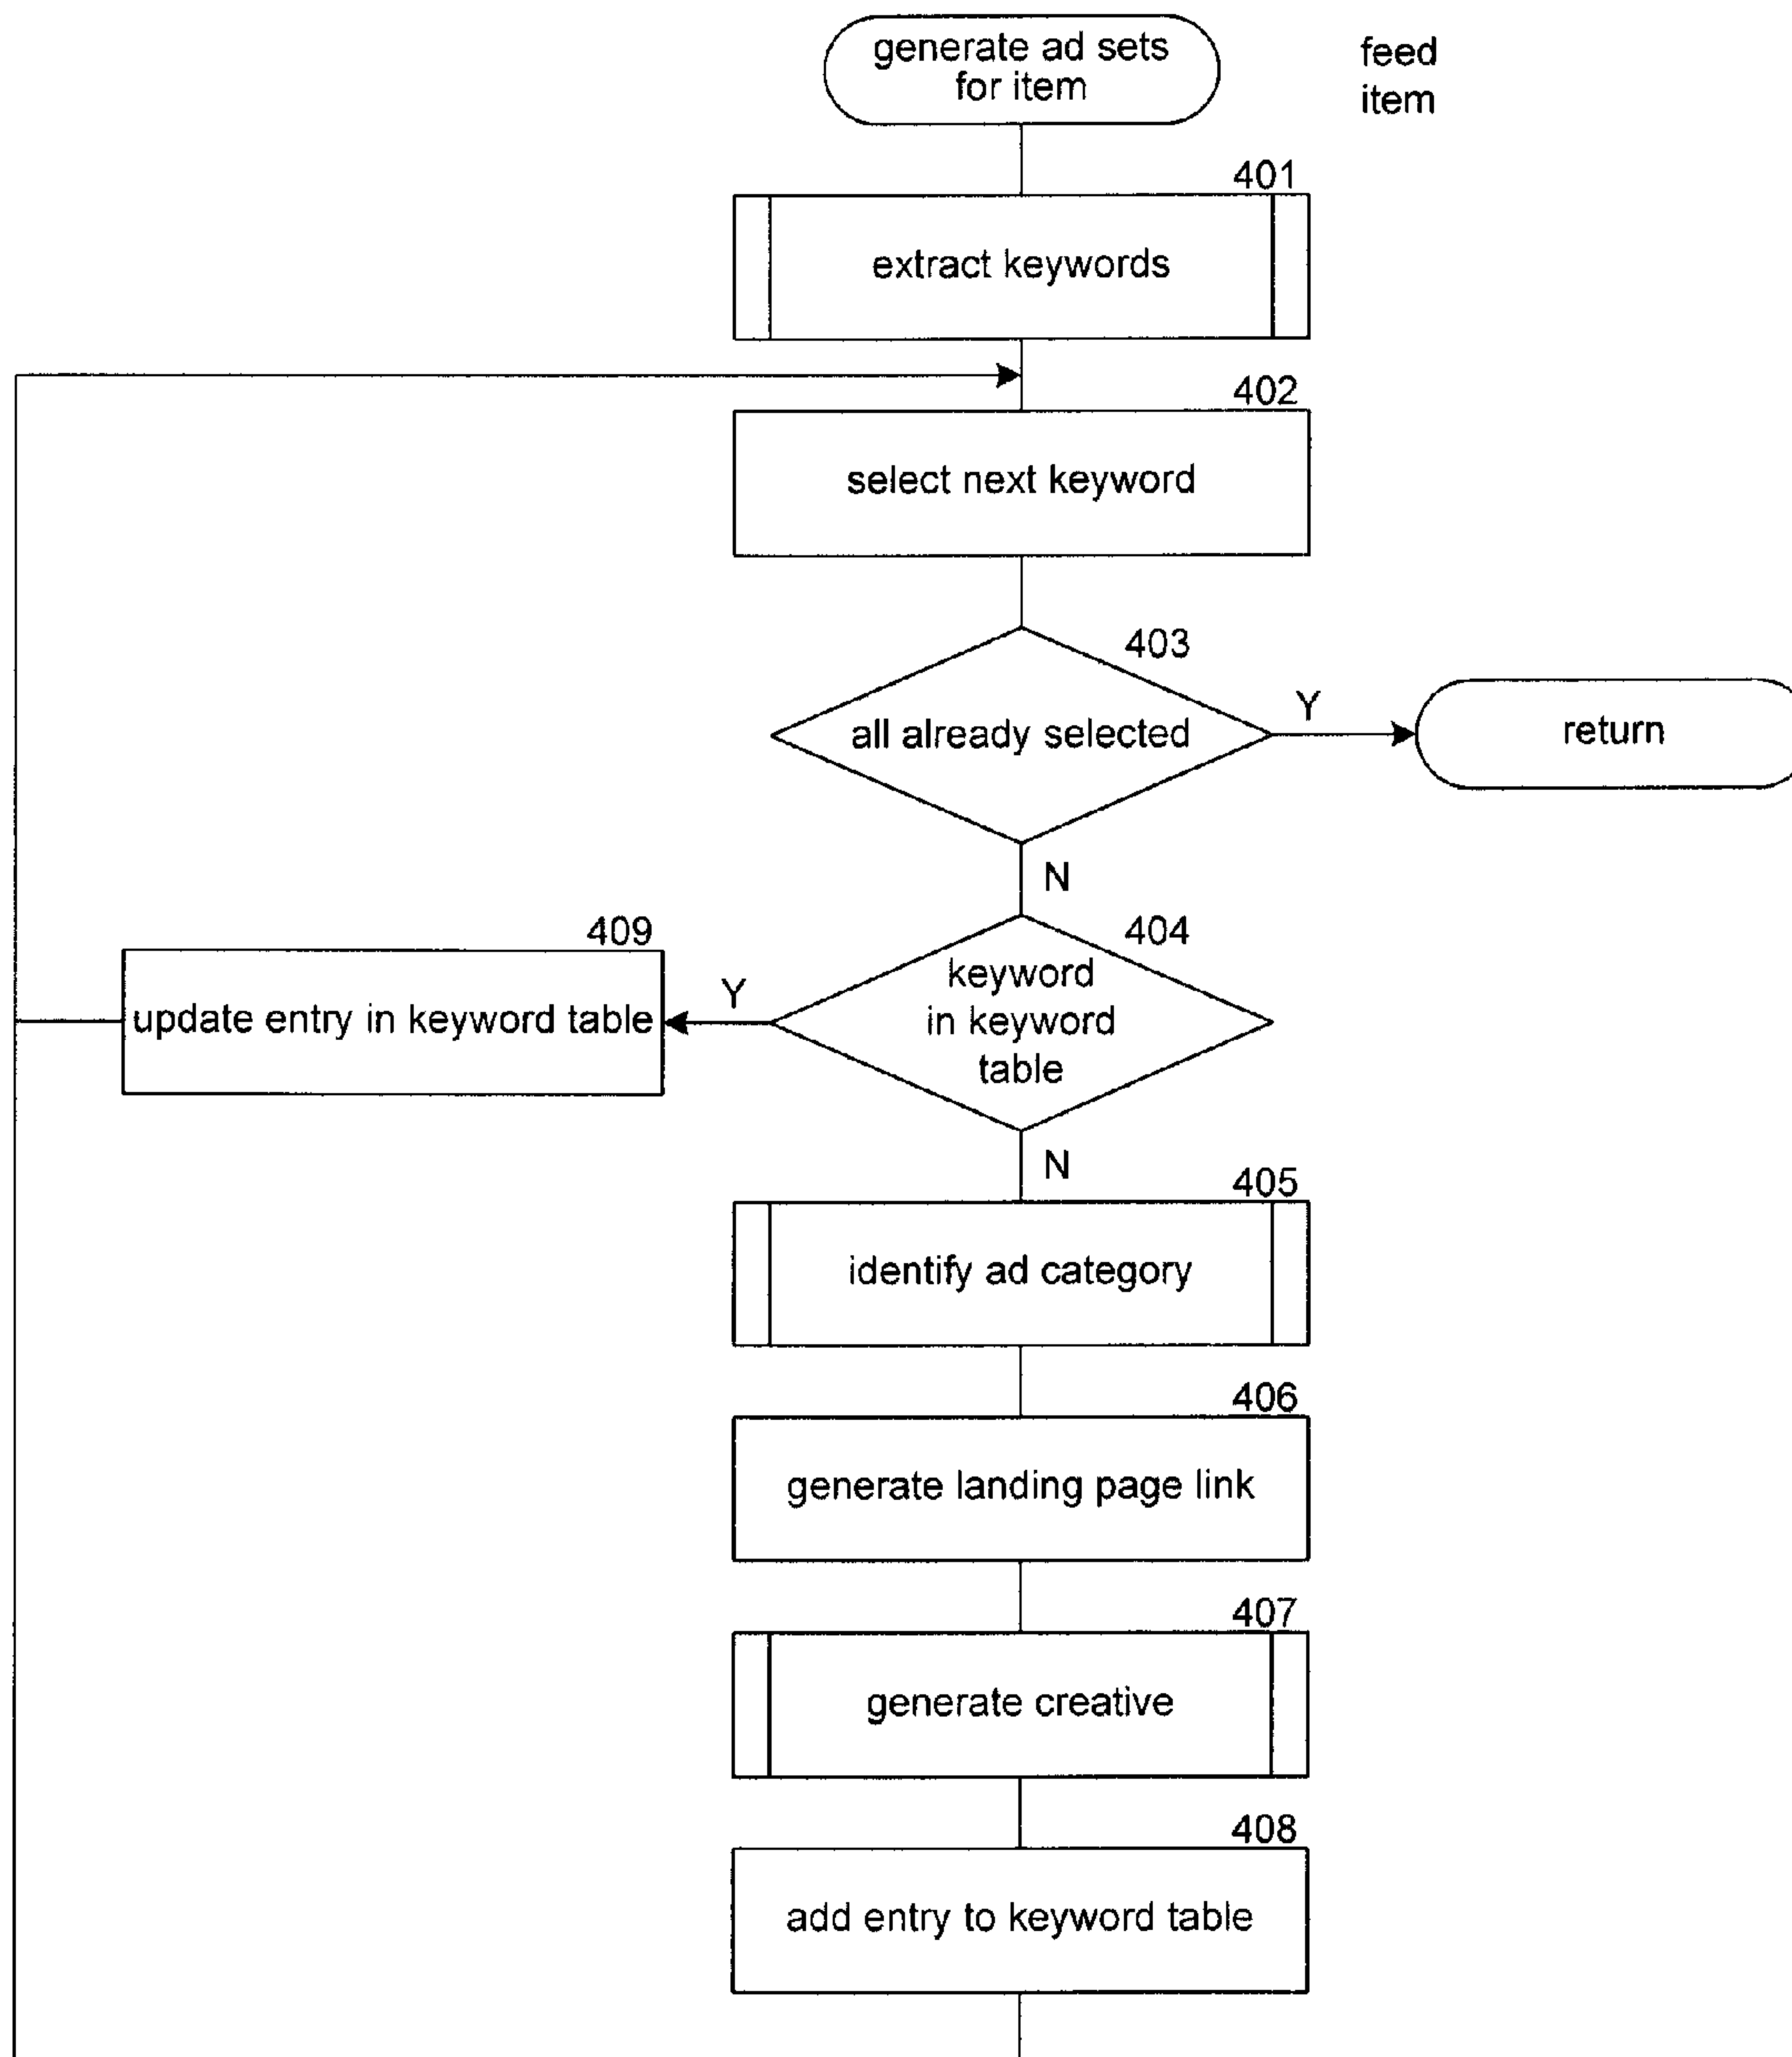 generate ad sets
for item
feed
item
401
extract keywords
402
select next keyword
403
all already selected
Y
return
N
404
keyword
in keyword
table
Y
409
update entry in keyword table
N
405
identify ad category
406
generate landing page link
407
generate creative
408
add entry to keyword table